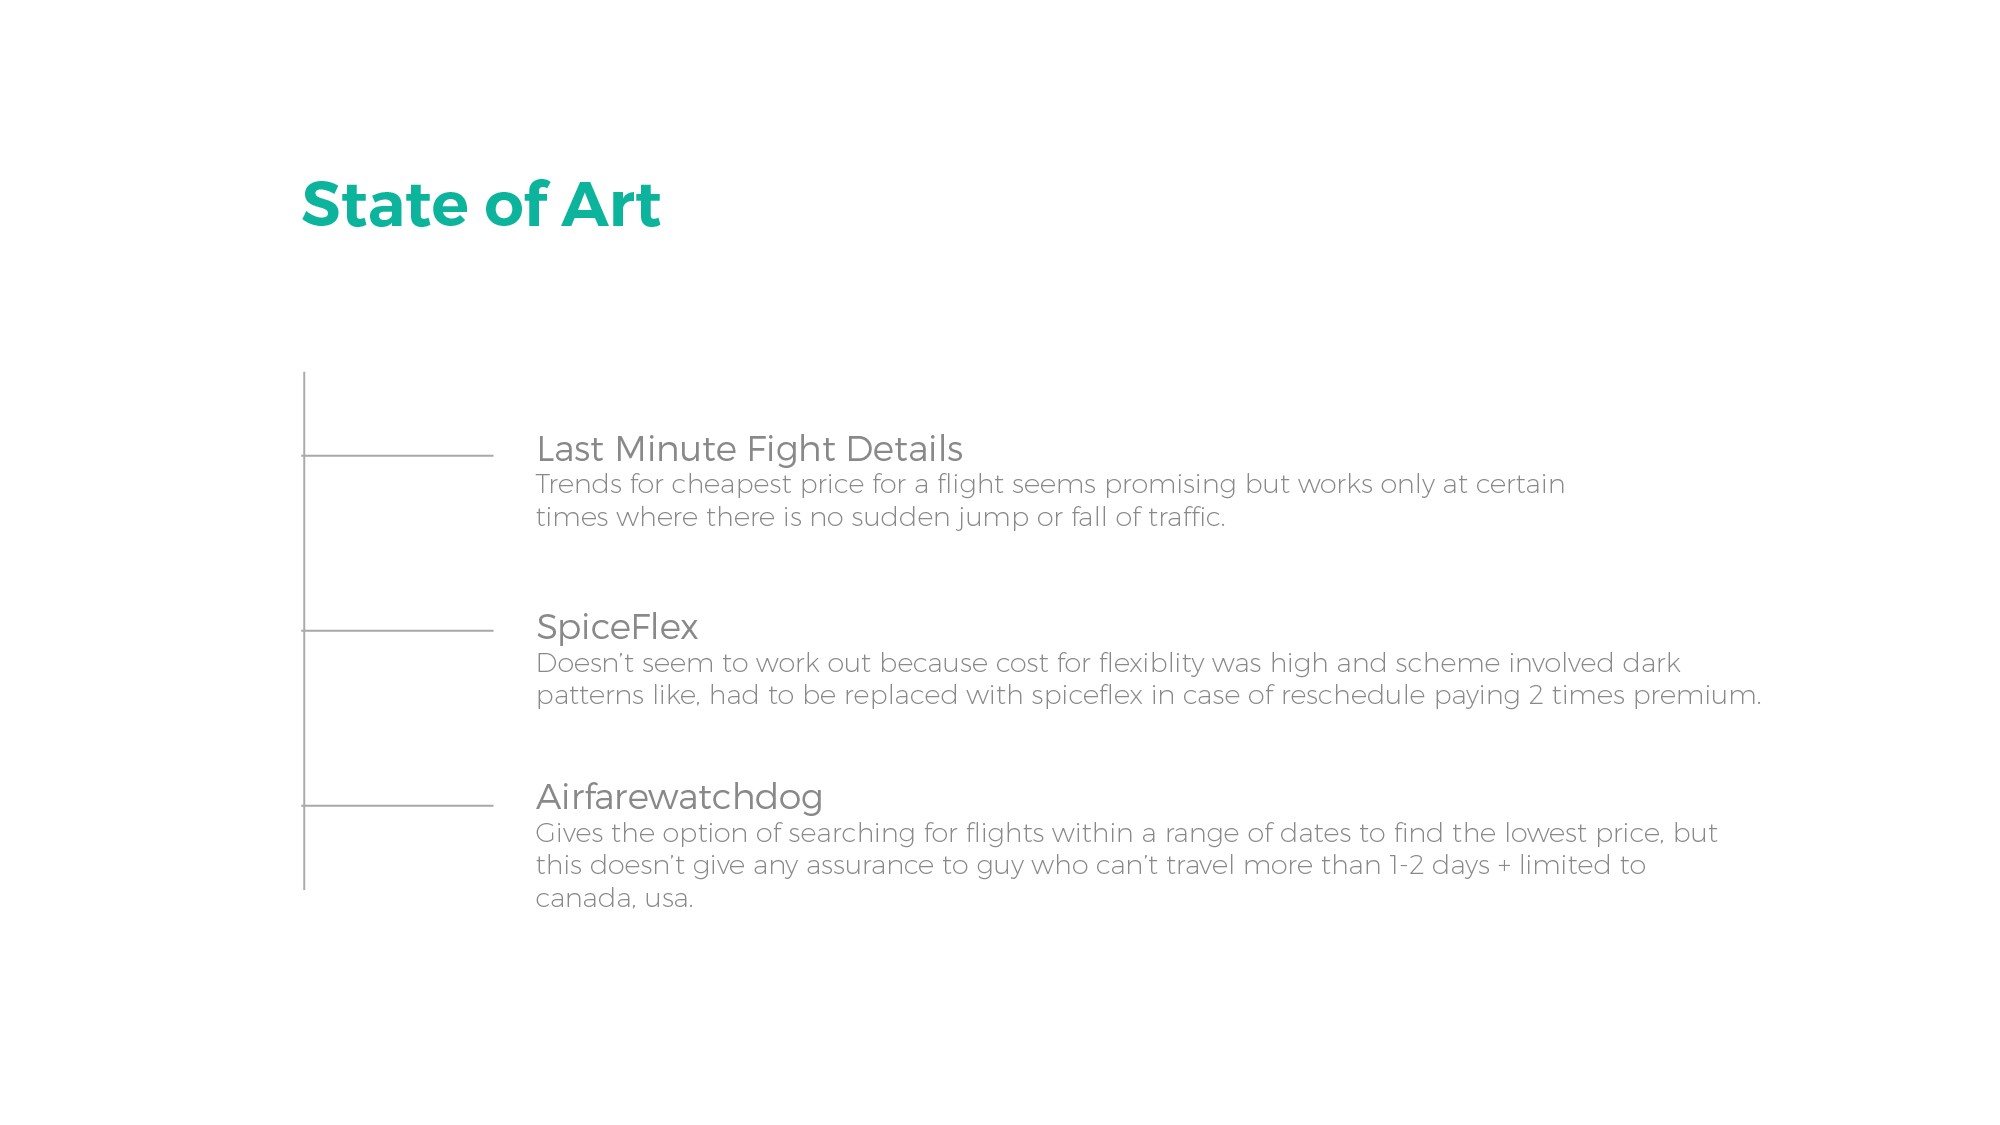 State of Art
Last Minute Fight Details
Trends for cheapest price for a flight seems promising but works only at certain
times where there is no sudden jump or fall of traffic.
SpiceFlex
Doesn’t seem to work out because cost for flexiblity was high and scheme involved dark
patterns like, had to be replaced with spiceflex in case of reschedule paying 2 times premium.
Airfarewatchdog
Gives the option of searching for flights within a range of dates to find the lowest price, but
this doesn’t give any assurance to guy who can’t travel more than 1-2 days + limited to
canada, usa.